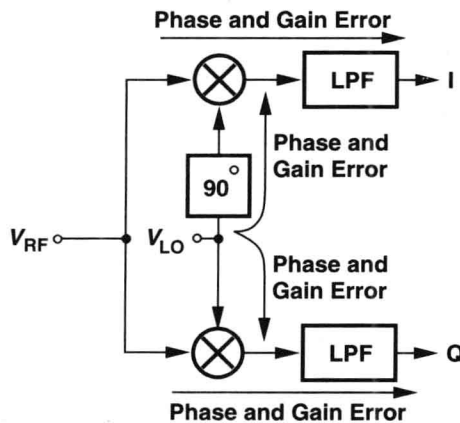 Phase and Gain Error
LPF
I
Phase and
Gain Error
90°
V_RF
V_LO
Phase and
Gain Error
LPF
Q
Phase and Gain Error